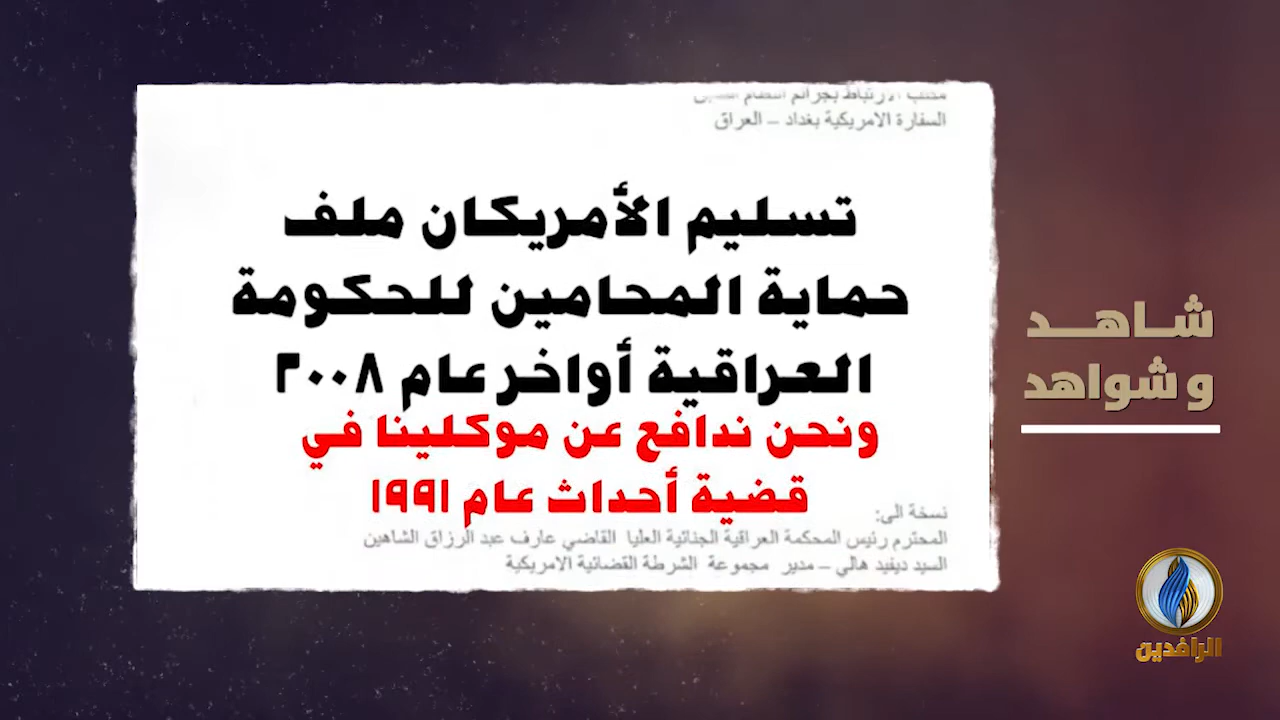 السفارة الامريكية بغداد – العراق
تسليم الأمريكان ملف
حماية المحامين للحكومة
العراقية أواخر عام ٢٠٠٨
ونحن ندافع عن موكلينا في
قضية أحداث عام ١٩٩١
نسخة الى:
المحترم رئيس المحكمة العراقية الجنائية العليا القاضي عارف عبد الرزاق الشاهين
السيد ديفيد هالي – مدير مجموعة الشرطة القضائية الامريكية
شاهد
وشواهد
الرافدين